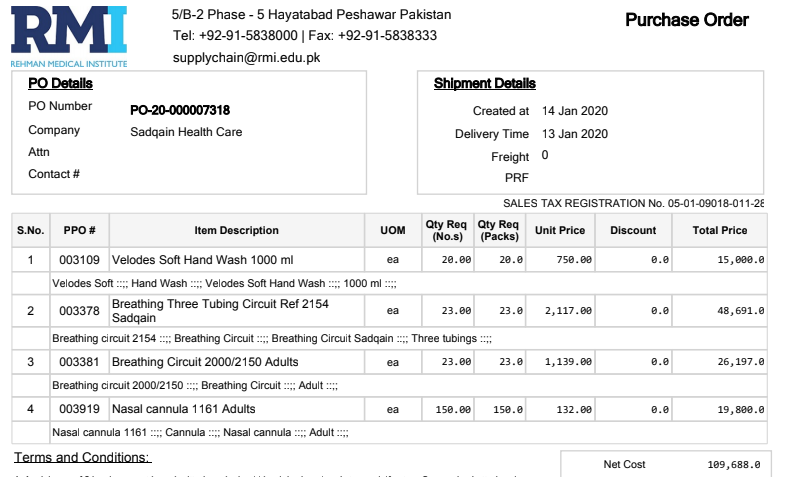 RMI
REHMAN MEDICAL INSTITUTE
5/B-2 Phase - 5 Hayatabad Peshawar Pakistan
Tel: +92-91-5838000 | Fax: +92-91-5838333
supplychain@rmi.edu.pk
Purchase Order
PO Details
PO Number PO-20-000007318
Company Sadqain Health Care
Attn
Contact #
Shipment Details
Created at 14 Jan 2020
Delivery Time 13 Jan 2020
Freight 0
PRF
SALES TAX REGISTRATION No. 05-01-09018-011-28
S.No. PPO # Item Description UOM Qty Req (No.s) Qty Req (Packs) Unit Price Discount Total Price
1 003109 Velodes Soft Hand Wash 1000 ml ea 20.00 20.0 750.00 0.0 15,000.0
Velodes Soft ::;; Hand Wash ::;; Velodes Soft Hand Wash ::;; 1000 ml ::;;
2 003378 Breathing Three Tubing Circuit Ref 2154 Sadqain ea 23.00 23.0 2,117.00 0.0 48,691.0
Breathing circuit 2154 ::;; Breathing Circuit ::;; Breathing Circuit Sadqain ::;; Three tubings ::;;
3 003381 Breathing Circuit 2000/2150 Adults ea 23.00 23.0 1,139.00 0.0 26,197.0
Breathing circuit 2000/2150 ::;; Breathing Circuit ::;; Adult ::;;
4 003919 Nasal cannula 1161 Adults ea 150.00 150.0 132.00 0.0 19,800.0
Nasal cannula 1161 ::;; Cannula ::;; Nasal cannula ::;; Adult ::;;
Terms and Conditions:
Net Cost 109,688.0